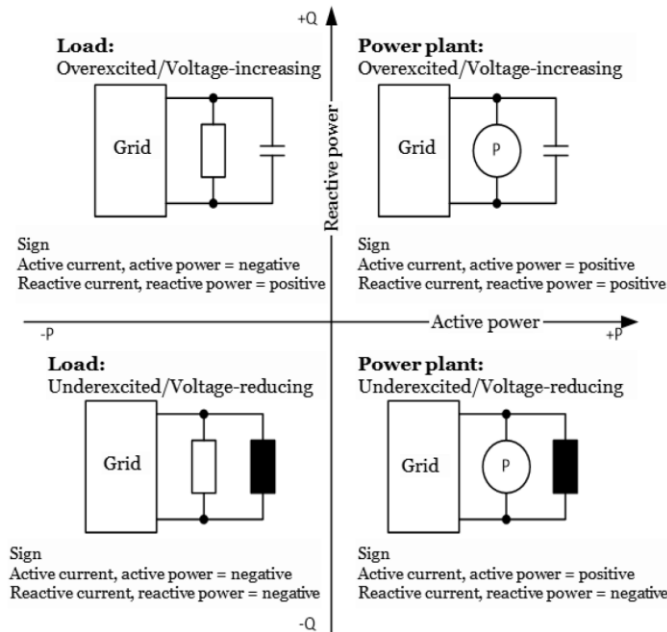 +Q
Load:
Overexcited/Voltage-increasing
Grid
Sign
Active current, active power = negative
Reactive current, reactive power = positive
Reactive power
Power plant:
Overexcited/Voltage-increasing
Grid
P
Sign
Active current, active power = positive
Reactive current, reactive power = positive
-P
Active power
+P
Load:
Underexcited/Voltage-reducing
Grid
Sign
Active current, active power = negative
Reactive current, reactive power = negative
Power plant:
Underexcited/Voltage-reducing
Grid
P
Sign
Active current, active power = positive
Reactive current, reactive power = negative
-Q